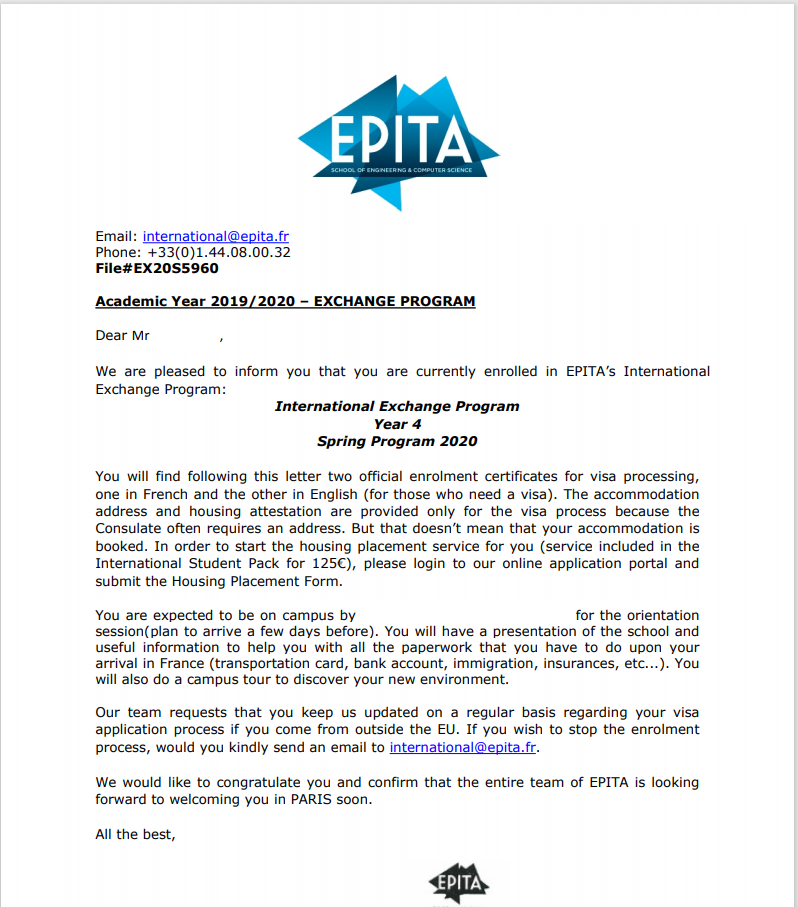 EPITA
SCHOOL OF ENGINEERING & COMPUTER SCIENCE
Email: international@epita.fr
Phone: +33(0)1.44.08.00.32
File#EX20S5960
Academic Year 2019/2020 – EXCHANGE PROGRAM
Dear Mr ,
We are pleased to inform you that you are currently enrolled in EPITA’s International
Exchange Program:
International Exchange Program
Year 4
Spring Program 2020
You will find following this letter two official enrolment certificates for visa processing,
one in French and the other in English (for those who need a visa). The accommodation
address and housing attestation are provided only for the visa process because the
Consulate often requires an address. But that doesn’t mean that your accommodation is
booked. In order to start the housing placement service for you (service included in the
International Student Pack for 125€), please login to our online application portal and
submit the Housing Placement Form.
You are expected to be on campus by for the orientation
session(plan to arrive a few days before). You will have a presentation of the school and
useful information to help you with all the paperwork that you have to do upon your
arrival in France (transportation card, bank account, immigration, insurances, etc...). You
will also do a campus tour to discover your new environment.
Our team requests that you keep us updated on a regular basis regarding your visa
application process if you come from outside the EU. If you wish to stop the enrolment
process, would you kindly send an email to international@epita.fr.
We would like to congratulate you and confirm that the entire team of EPITA is looking
forward to welcoming you in PARIS soon.
All the best,
EPITA